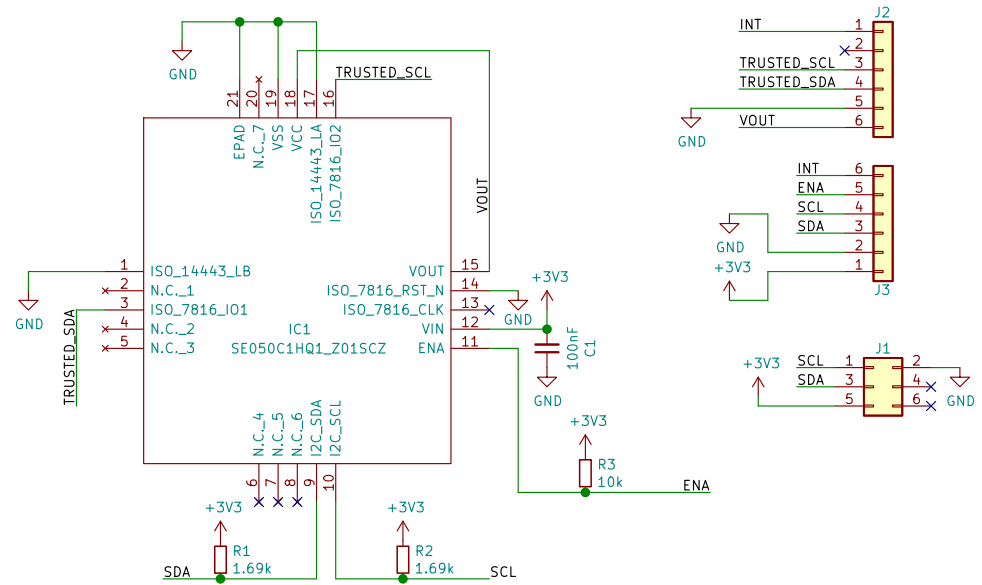 GND
TRUSTED_SCL
21
20
19
18
17
16
EPAD
N.C._7
VSS
VCC
ISO_14443_LA
ISO_7816_IO2
VOUT
1
ISO_14443_LB
2
N.C._1
3
ISO_7816_IO1
4
N.C._2
5
N.C._3
GND
TRUSTED_SDA
IC1
SE050C1HQ1_Z01SCZ
VOUT
15
ISO_7816_RST_N
14
ISO_7816_CLK
13
VIN
12
ENA
11
GND
+3V3
100nF
C1
GND
N.C._4
N.C._5
N.C._6
I2C_SDA
I2C_SCL
6
7
8
9
10
+3V3
R1
1.69k
SDA
+3V3
R2
1.69k
SCL
+3V3
R3
10k
ENA
J2
INT
1
2
TRUSTED_SCL
3
TRUSTED_SDA
4
5
GND
VOUT
6
INT
6
ENA
5
SCL
4
SDA
3
GND
2
+3V3
1
J3
J1
+3V3
SCL
1
2
SDA
3
4
5
6
GND